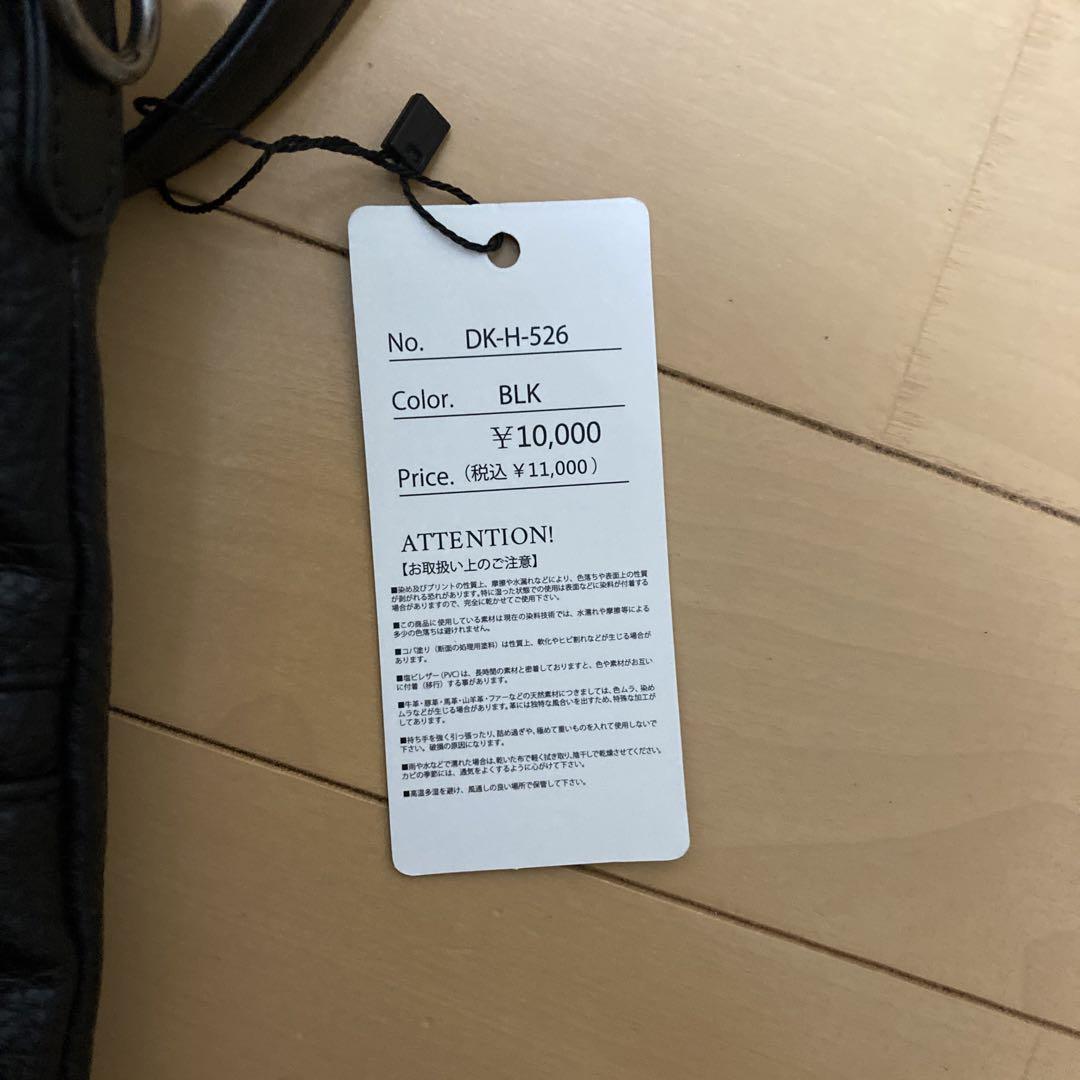 No. DK-H-526
Color. BLK
￥10,000
Price. (税込 ￥11,000)
ATTENTION!
【お取扱い上のご注意】
■染め及びプリントの性質上、摩擦や水濡れなどにより、色落ちや表面上の性質
が剥がれる恐れがあります。特に湿った状態での使用は表面などに染料が付着する
場合がありますので、完全に乾かせてご使用下さい。
■この商品に使用している素材は現在の染料技術では、水濡れや摩擦等による
多少の色落ちは避けれません。
■コバ塗り（断面の処理用塗料）は性質上、軟化やヒビ割れなどが生じる場合が
あります。
■塩ビレザー(PVC)は、長時間の素材と密着しておりますと、色や素材がお互い
に付着（移行）する事があります。
■牛革・豚革・馬革・山羊革・ファーなどの天然素材につきましては、色ムラ、染め
ムラなどが生じる場合があります。革には独特な風合いを出すため、特殊な加工が
してあります。
■持ち手を強く引っ張ったり、詰め過ぎや、極めて重いものを入れて使用しないで
下さい。破損の原因になります。
■雨や水などで濡れた場合は、乾いた布で軽く拭き取り、陰干しで乾燥させてください。
カビの季節には、通気をよくするように心がけて下さい。
■高温多湿を避け、風通しの良い場所で保管して下さい。